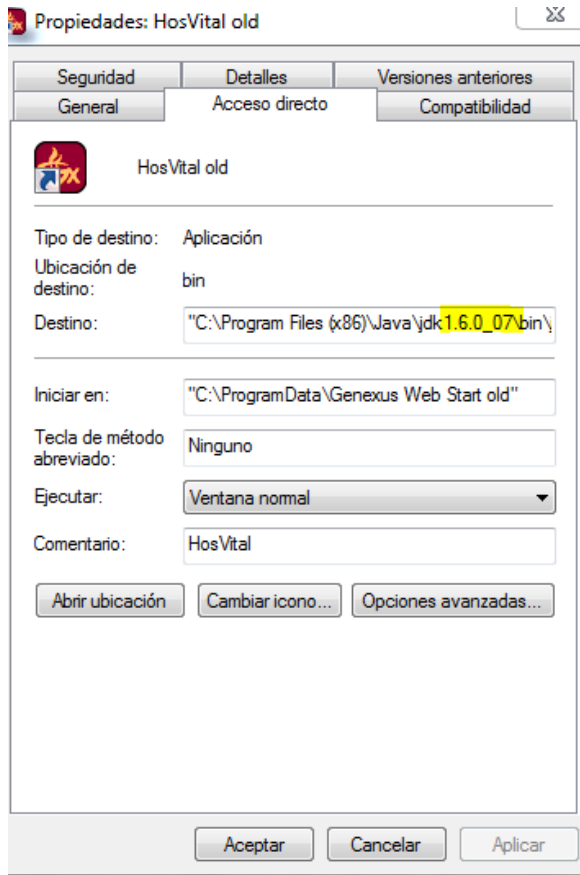 Propiedades: HosVital old
Seguridad Detalles Versiones anteriores
General Acceso directo Compatibilidad
HosVital old
Tipo de destino: Aplicación
Ubicación de destino: bin
Destino: "C:\Program Files (x86)\Java\jdk1.6.0_07\bin\j
Iniciar en: "C:\ProgramData\Genexus Web Start old"
Tecla de método abreviado: Ninguno
Ejecutar: Ventana normal
Comentario: HosVital
Abrir ubicación Cambiar icono... Opciones avanzadas...
Aceptar Cancelar Aplicar